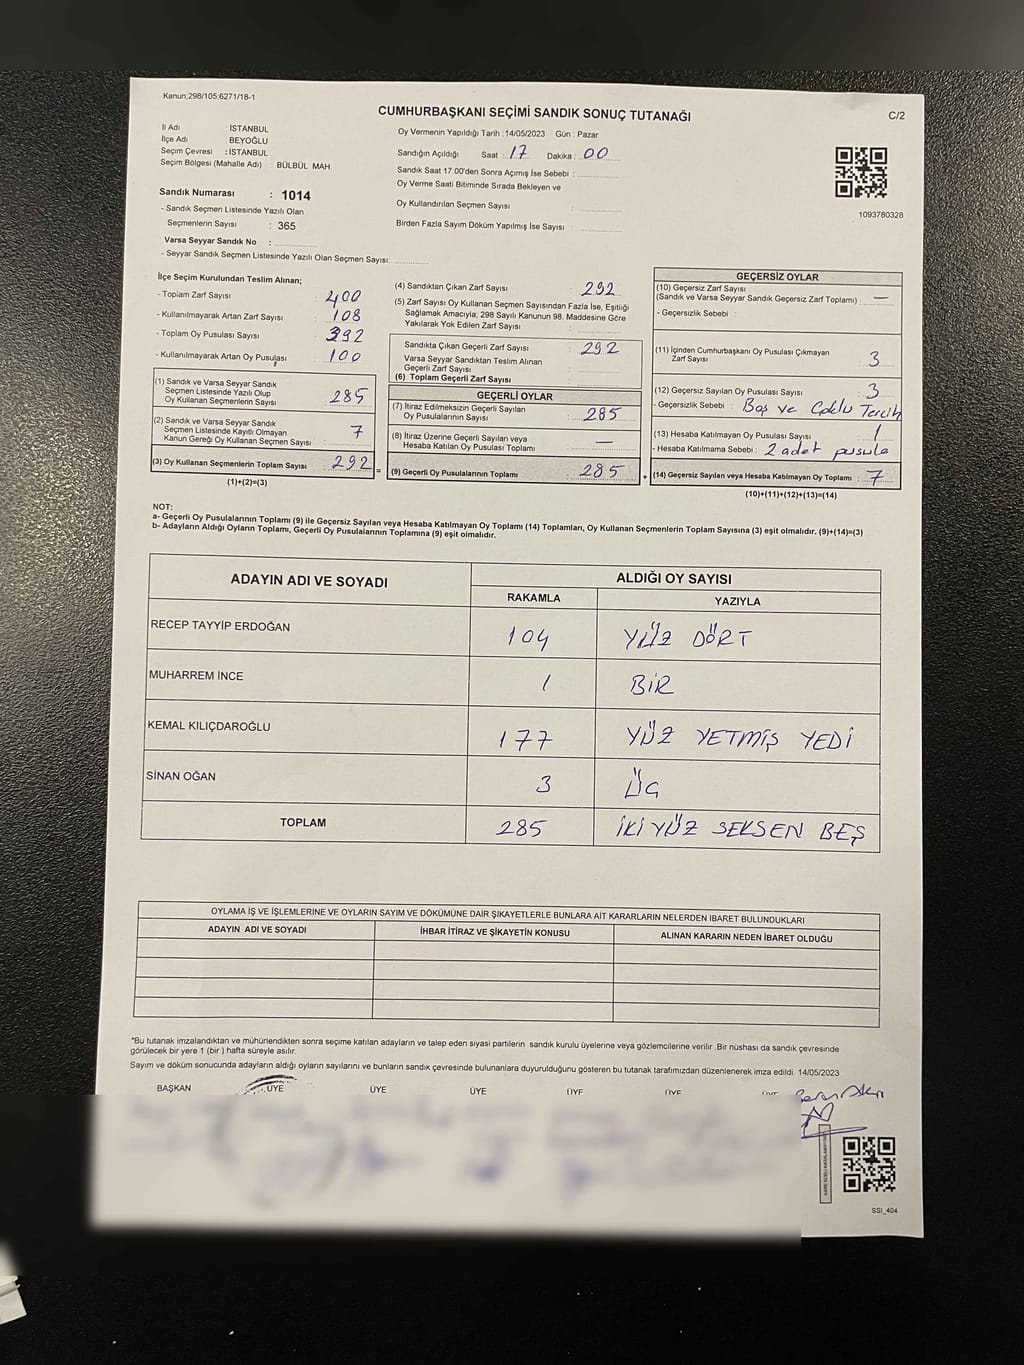 Kanun;298/105,6271/18-1
CUMHURBAŞKANI SEÇİMİ SANDIK SONUÇ TUTANAĞI
C/2
İl Adı : İSTANBUL
İlçe Adı : BEYOĞLU
Seçim Çevresi : İSTANBUL
Seçim Bölgesi (Mahalle Adı) : BÜLBÜL MAH
Sandık Numarası : 1014
- Sandık Seçmen Listesinde Yazılı Olan
Seçmenlerin Sayısı : 365
Varsa Seyyar Sandık No :
- Seyyar Sandık Seçmen Listesinde Yazılı Olan Seçmen Sayısı:
Oy Vermenin Yapıldığı Tarih :14/05/2023 Gün : Pazar
Sandığın Açıldığı Saat : 17 Dakika : 00
Sandık Saat 17.00'den Sonra Açımış İse Sebebi :
Oy Verme Saati Bitiminde Sırada Bekleyen ve
Oy Kullandırılan Seçmen Sayısı :
Birden Fazla Sayım Döküm Yapılmış İse Sayısı :
1093780328
İlçe Seçim Kurulundan Teslim Alınan;
- Toplam Zarf Sayısı : 400
- Kullanılmayarak Artan Zarf Sayısı : 108
- Toplam Oy Pusulası Sayısı : 392
- Kullanılmayarak Artan Oy Pusulası : 100
(1) Sandık ve Varsa Seyyar Sandık
Seçmen Listesinde Yazılı Olup
Oy Kullanan Seçmenlerin Sayısı : 285
(2) Sandık ve Varsa Seyyar Sandık
Seçmen Listesinde Kayıtlı Olmayan
Kanun Gereği Oy Kullanan Seçmen Sayısı : 7
(3) Oy Kullanan Seçmenlerin Toplam Sayısı : 292
(1)+(2)=(3)
(4) Sandıktan Çıkan Zarf Sayısı : 292
(5) Zarf Sayısı Oy Kullanan Seçmen Sayısından Fazla İse, Eşitliği
Sağlamak Amacıyla; 298 Sayılı Kanunun 98. Maddesine Göre
Yakılarak Yok Edilen Zarf Sayısı :
Sandıkta Çıkan Geçerli Zarf Sayısı : 292
Varsa Seyyar Sandıktan Teslim Alınan
Geçerli Zarf Sayısı :
(6) Toplam Geçerli Zarf Sayısı :
GEÇERLİ OYLAR
(7) İtiraz Edilmeksizin Geçerli Sayılan
Oy Pusulalarının Sayısı : 285
(8) İtiraz Üzerine Geçerli Sayılan veya
Hesaba Katılan Oy Pusulası Toplamı : —
= (9) Geçerli Oy Pusulalarının Toplamı : 285 +
GEÇERSİZ OYLAR
(10) Geçersiz Zarf Sayısı
(Sandık ve Varsa Seyyar Sandık Geçersiz Zarf Toplamı) : —
- Geçersizlik Sebebi :
(11) İçinden Cumhurbaşkanı Oy Pusulası Çıkmayan
Zarf Sayısı : 3
(12) Geçersiz Sayılan Oy Pusulası Sayısı : 3
- Geçersizlik Sebebi : Boş ve Çoklu Tercih
(13) Hesaba Katılmayan Oy Pusulası Sayısı : 1
- Hesaba Katılmama Sebebi : 2 adet pusula
(14) Geçersiz Sayılan veya Hesaba Katılmayan Oy Toplamı : 7
(10)+(11)+(12)+(13)=(14)
NOT:
a- Geçerli Oy Pusulalarının Toplamı (9) ile Geçersiz Sayılan veya Hesaba Katılmayan Oy Toplamı (14) Toplamları, Oy Kullanan Seçmenlerin Toplam Sayısına (3) eşit olmalıdır. (9)+(14)=(3)
b- Adayların Aldığı Oyların Toplamı, Geçerli Oy Pusulalarının Toplamına (9) eşit olmalıdır.
ADAYIN ADI VE SOYADI
ALDIĞI OY SAYISI
RAKAMLA YAZIYLA
RECEP TAYYİP ERDOĞAN 104 YÜZ DÖRT
MUHARREM İNCE 1 BİR
KEMAL KILIÇDAROĞLU 177 YÜZ YETMİŞ YEDİ
SİNAN OĞAN 3 ÜÇ
TOPLAM 285 İKİ YÜZ SEKSEN BEŞ
OYLAMA İŞ VE İŞLEMLERİNE VE OYLARIN SAYIM VE DÖKÜMÜNE DAİR ŞİKAYETLERLE BUNLARA AİT KARARLARIN NELERDEN İBARET BULUNDUKLARI
ADAYIN ADI VE SOYADI İHBAR İTİRAZ VE ŞİKAYETİN KONUSU ALINAN KARARIN NEDEN İBARET OLDUĞU
*Bu tutanak imzalandıktan ve mühürlendikten sonra seçime katılan adayların ve talep eden siyasi partilerin sandık kurulu üyelerine veya gözlemcilerine verilir .Bir nüshası da sandık çevresinde
görülecek bir yere 1 (bir ) hafta süreyle asılır.
Sayım ve döküm sonucunda adayların aldığı oyların sayılarını ve bunların sandık çevresinde bulunanlara duyurulduğunu gösteren bu tutanak tarafımızdan düzenlenerek imza edildi. 14/05/2023
BAŞKAN ÜYE ÜYE ÜYE ÜYE ÜYE ÜYE
SSI_404